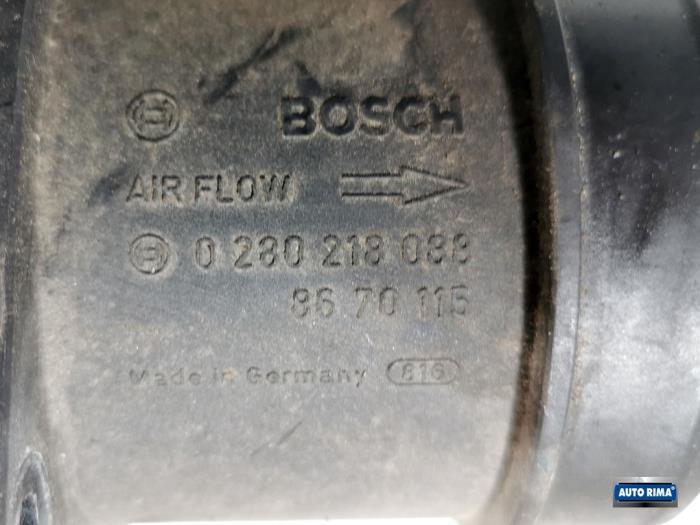 BOSCH
AIR FLOW
0 280 218 088
86 70 115
Made in Germany 816
AUTO RIMA